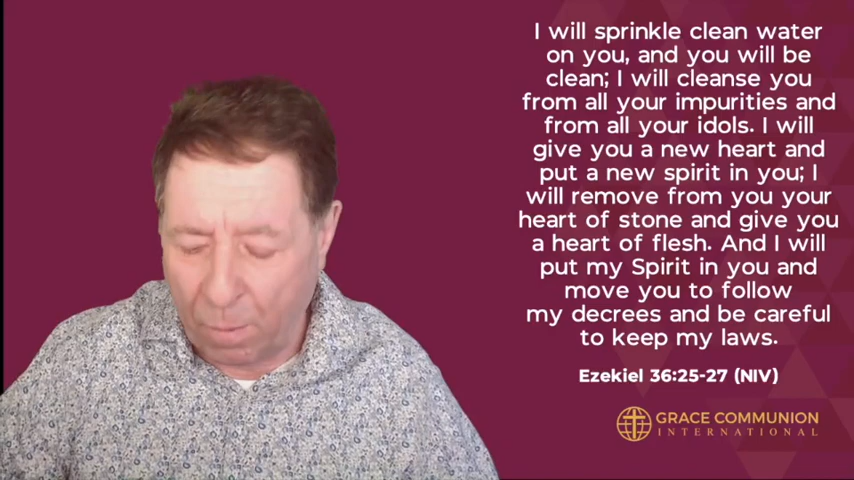 I will sprinkle clean water
on you, and you will be
clean; I will cleanse you
from all your impurities and
from all your idols. I will
give you a new heart and
put a new spirit in you; I
will remove from you your
heart of stone and give you
a heart of flesh. And I will
put my Spirit in you and
move you to follow
my decrees and be careful
to keep my laws.
Ezekiel 36:25-27 (NIV)
GRACE COMMUNION
INTERNATIONAL